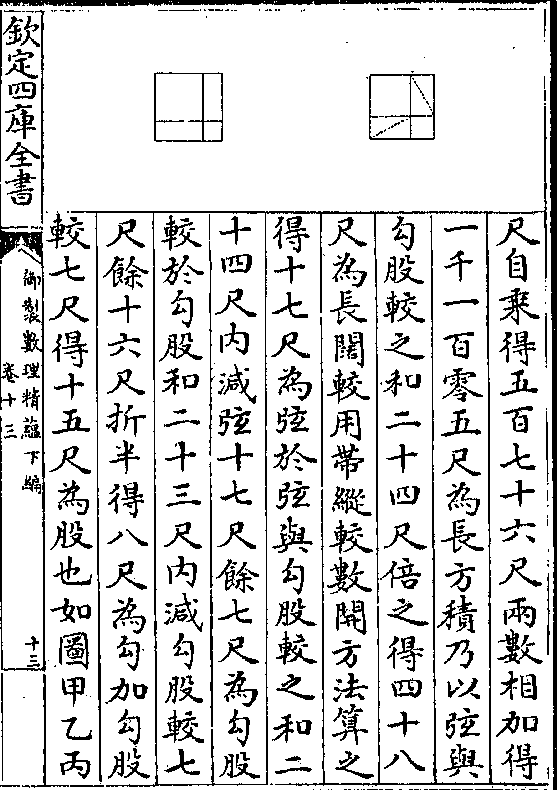 尺自乗得五百七十六尺兩數相加得
一千一百零五尺為長方積乃以弦與
勾股較之和二十四尺倍之得四十八
尺為長闊較用帶縱較數開方法算之
得十七尺為弦於弦與勾股較之和二
十四尺内減弦十七尺餘七尺為勾股
較於勾股和二十三尺内減勾股較七
尺餘十六尺折半得八尺為勾加勾股
較七尺得十五尺為股也如圖甲乙丙
欽定四庫全書
御製數理精蘊下編
卷十三
十三